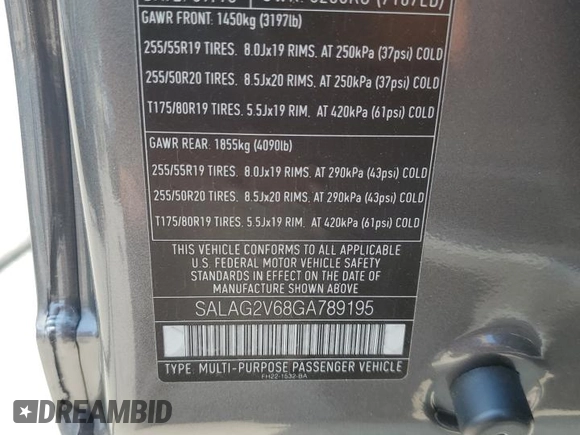 GAWR FRONT: 1450kg (3197lb)
255/55R19 TIRES. 8.0Jx19 RIMS. AT 250kPa (37psi) COLD
255/50R20 TIRES. 8.5Jx20 RIMS. AT 250kPa (37psi) COLD
T175/80R19 TIRES. 5.5Jx19 RIM. AT 420kPa (61psi) COLD
GAWR REAR. 1855kg (4090lb)
255/55R19 TIRES. 8.0Jx19 RIMS. AT 290kPa (43psi) COLD
255/50R20 TIRES. 8.5Jx20 RIMS. AT 290kPa (43psi) COLD
T175/80R19 TIRES. 5.5Jx19 RIM. AT 420kPa (61psi) COLD
THIS VEHICLE CONFORMS TO ALL APPLICABLE
U.S. FEDERAL MOTOR VEHICLE SAFETY
STANDARDS IN EFFECT ON THE DATE OF
MANUFACTURE SHOWN ABOVE
SALAG2V68GA789195
TYPE: MULTI-PURPOSE PASSENGER VEHICLE
FH22-1532-BA
DREAMBID